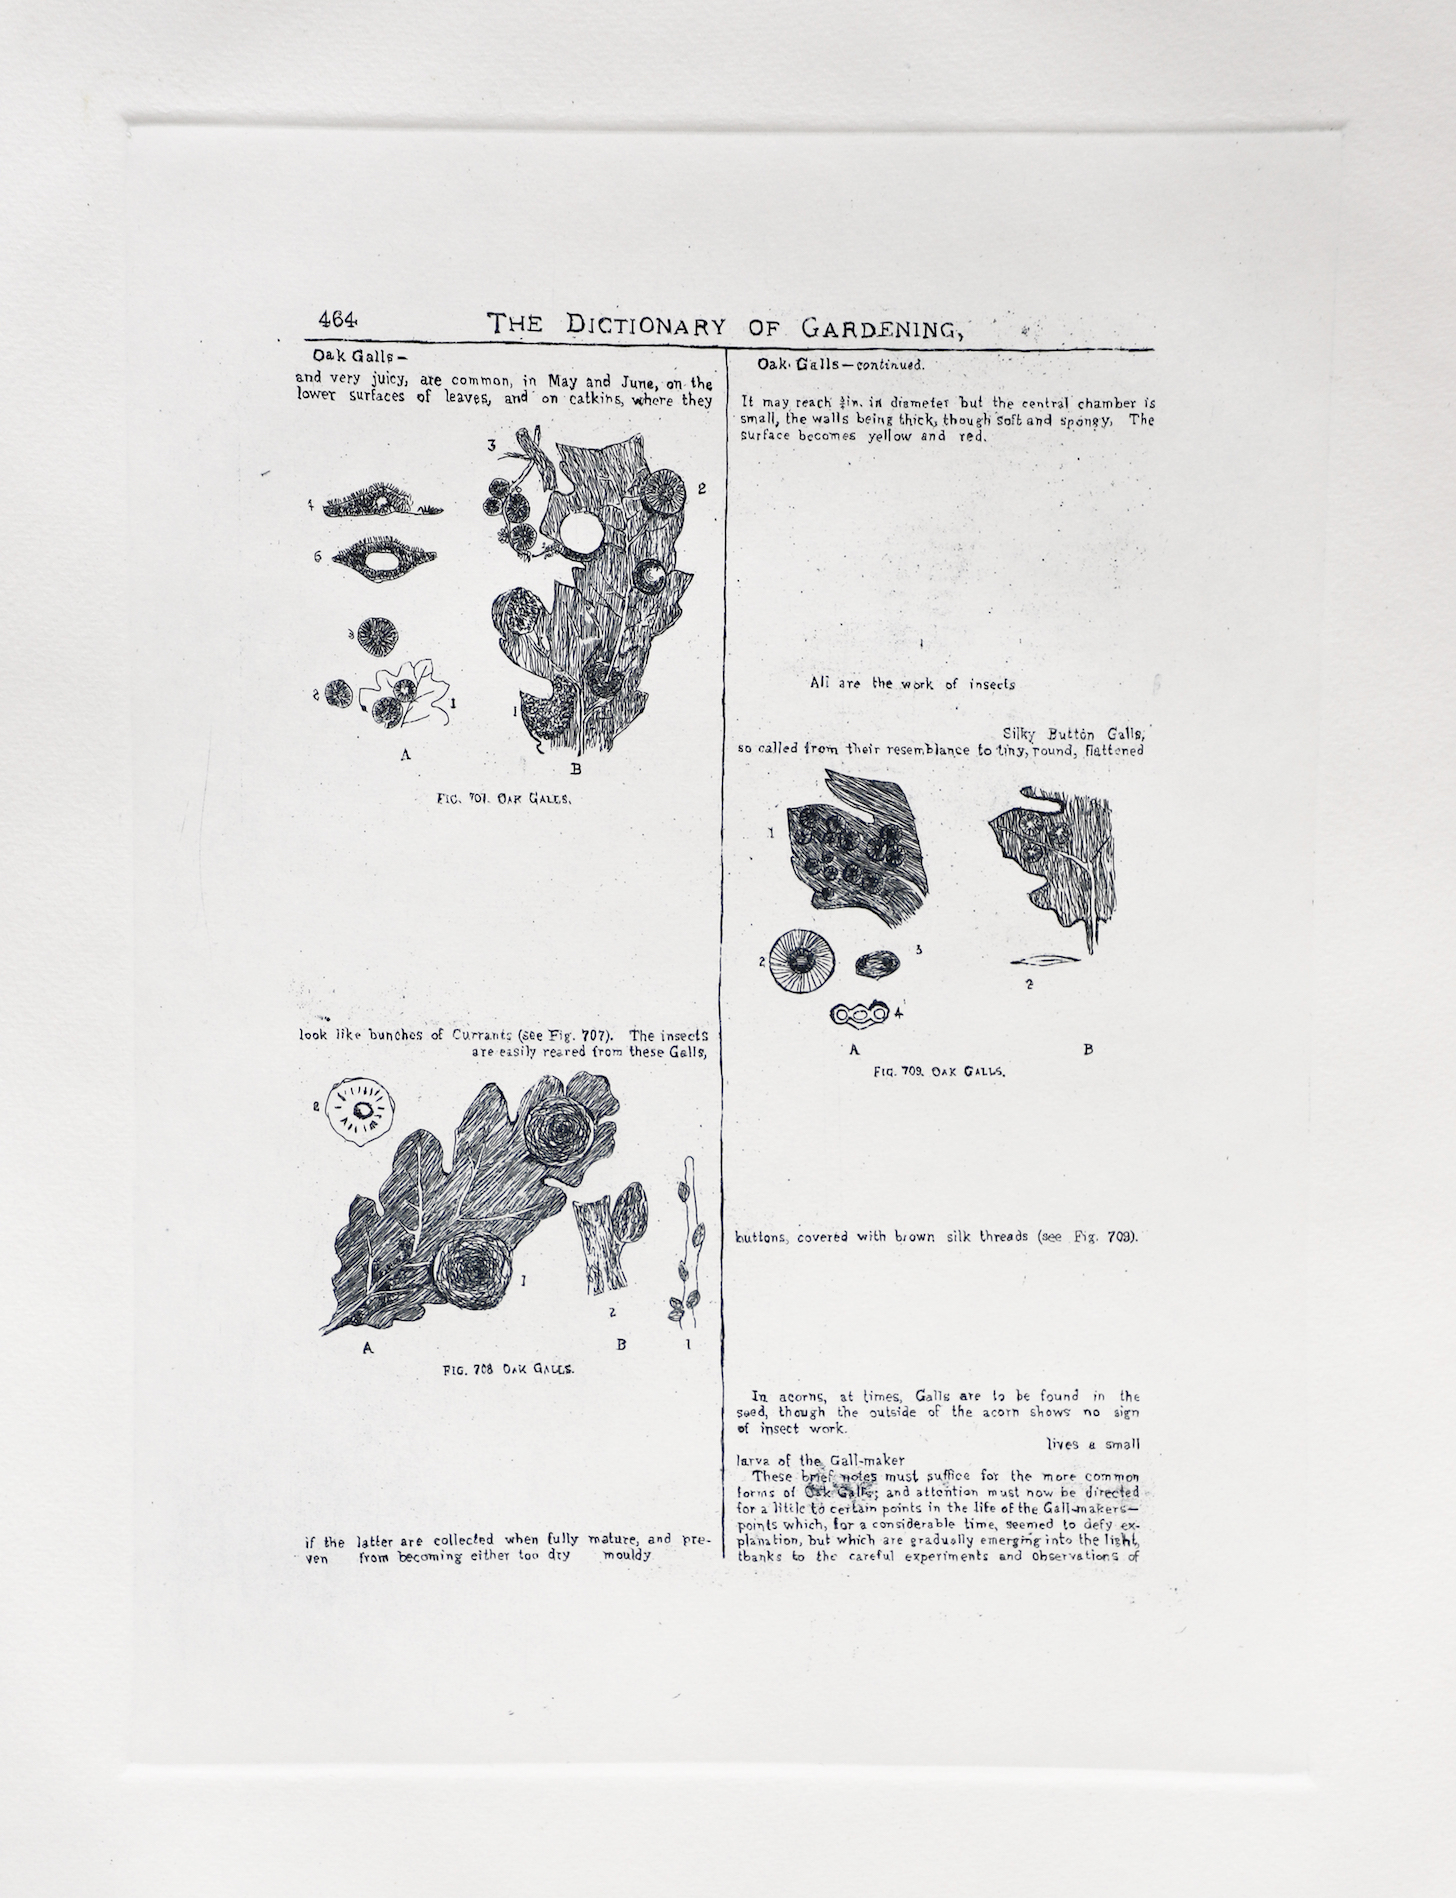 464
THE DICTIONARY OF GARDENING,
Oak Galls—
and very juicy, are common, in May and June, on the
lower surfaces of leaves, and on catkins, where they
3
2
4
6
3
2
1
1
A
B
FIG. 707. OAK GALLS.
look like bunches of Currants (see Fig. 707). The insects
are easily reared from these Galls,
2
1
2
A
B
1
FIG. 708 OAK GALLS.
if the latter are collected when fully mature, and pre-
ven from becoming either too dry mouldy
Oak Galls—continued.
It may reach in. in diameter but the central chamber is
small, the walls being thick, though soft and spongy. The
surface becomes yellow and red.
All are the work of insects
Silky Button Galls,
so called from their resemblance to tiny, round, flattened
1
2
3
2
4
A
B
FIG. 709. OAK GALLS.
buttons, covered with brown silk threads (see Fig. 709).
In acorns, at times, Galls are to be found in the
seed, though the outside of the acorn shows no sign
of insect work.
lives a small
larva of the Gall-maker
These brief notes must suffice for the more common
forms of Oak Galls; and attention must now be directed
for a little to certain points in the life of the Gall-makers—
points which, for a considerable time, seemed to defy ex-
planation, but which are gradually emerging into the light,
thanks to the careful experiments and observations of